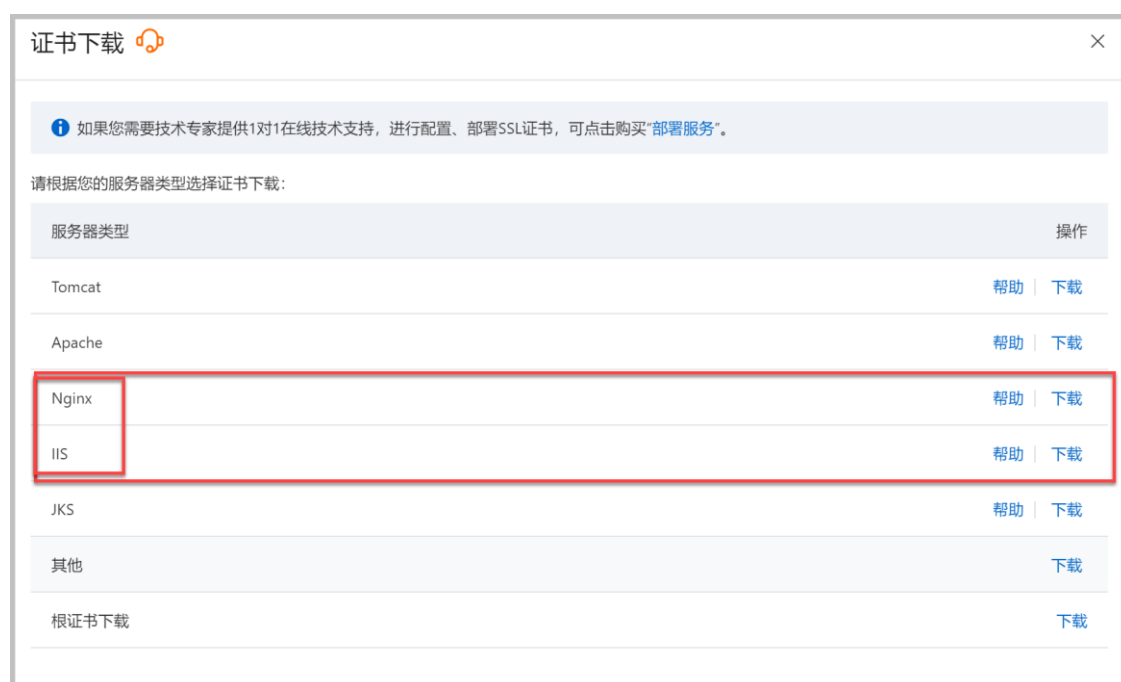 证书下载
如果您需要技术专家提供1对1在线技术支持，进行配置、部署SSL证书，可点击购买“部署服务”。
请根据您的服务器类型选择证书下载：
服务器类型 操作
Tomcat 帮助 下载
Apache 帮助 下载
Nginx 帮助 下载
IIS 帮助 下载
JKS 帮助 下载
其他 下载
根证书下载 下载